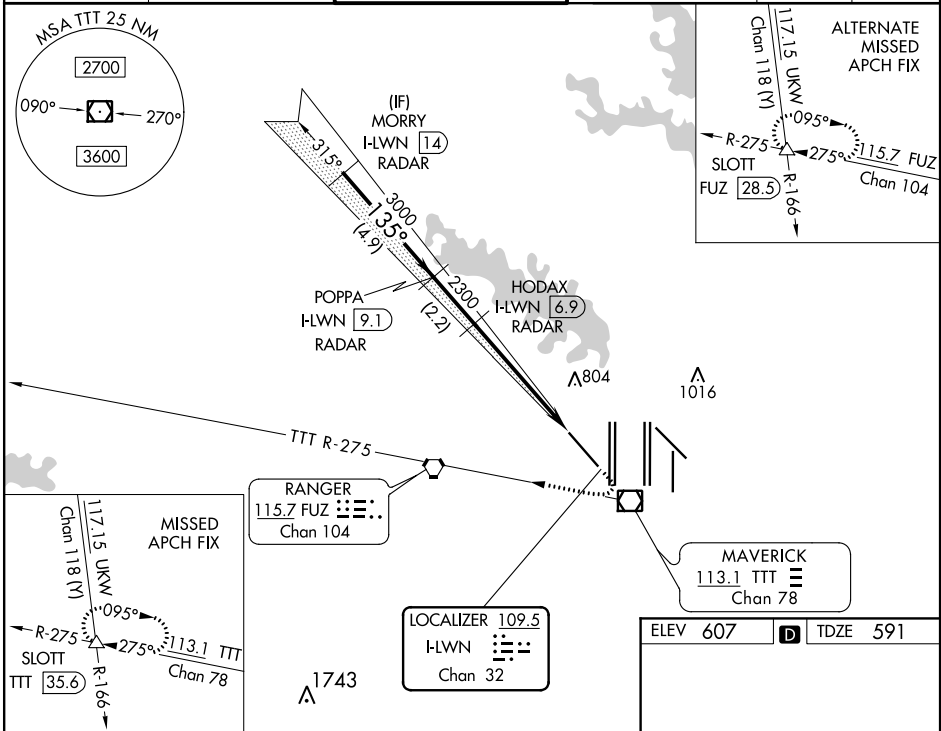 MSA TTT 25 NM
2700
090°
270°
3600
(IF)
MORRY
I-LWN 14
RADAR
315°
3000
135°
(4.9)
2300
(2.2)
POPPA
I-LWN 9.1
RADAR
HODAX
I-LWN 6.9
RADAR
804
1016
ALTERNATE
MISSED
APCH FIX
117.15 UKW
Chan 118 (Y)
095°
R-275
275°
115.7 FUZ
Chan 104
SLOTT
FUZ 28.5
R-166
TTT R-275
RANGER
115.7 FUZ
Chan 104
MAVERICK
113.1 TTT
Chan 78
LOCALIZER 109.5
I-LWN
Chan 32
MISSED
APCH FIX
117.15 UKW
Chan 118 (Y)
095°
R-275
275°
113.1 TTT
Chan 78
SLOTT
TTT 35.6
R-166
1743
ELEV 607 D TDZE 591